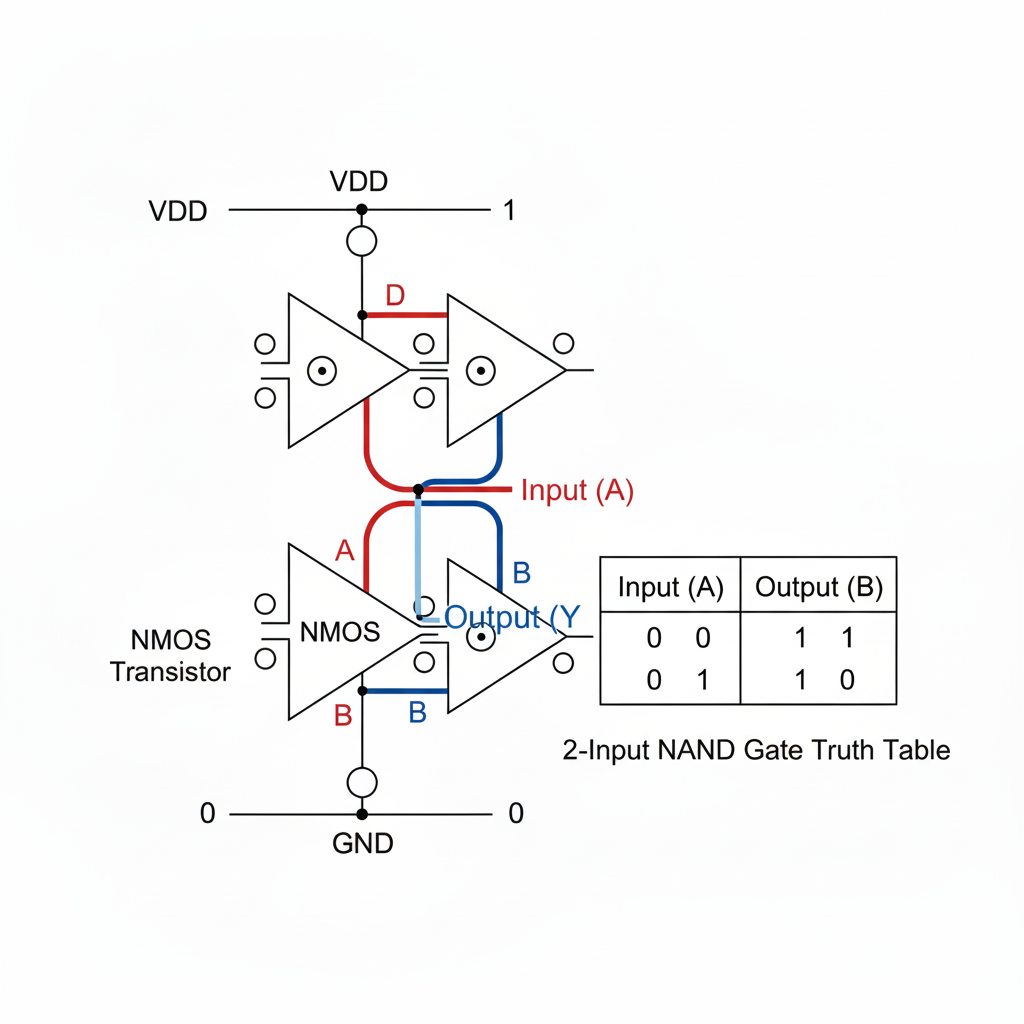 VDD
VDD
1
D
Input (A)
A
B
Output (Y
NMOS
NMOS
Transistor
B
B
0
0
GND
Input (A) Output (B)
0 0 1 1
0 1 1 0
2-Input NAND Gate Truth Table